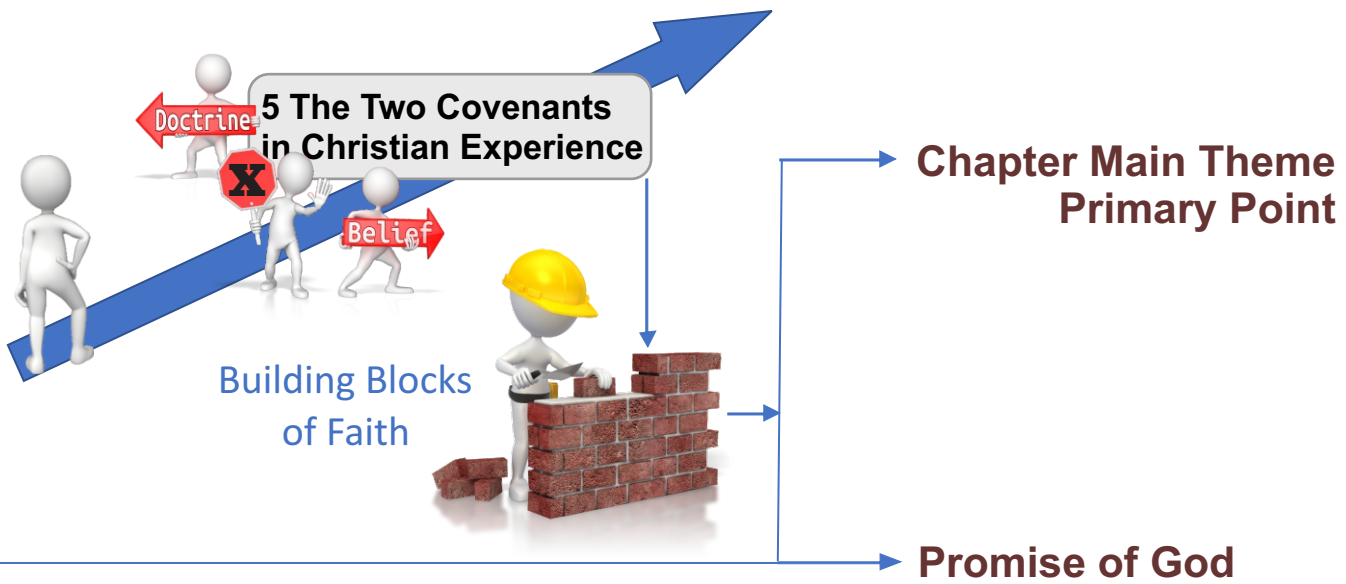 Doctrine
5 The Two Covenants
in Christian Experience
X
Belief
Chapter Main Theme
Primary Point
Building Blocks
of Faith
Promise of God